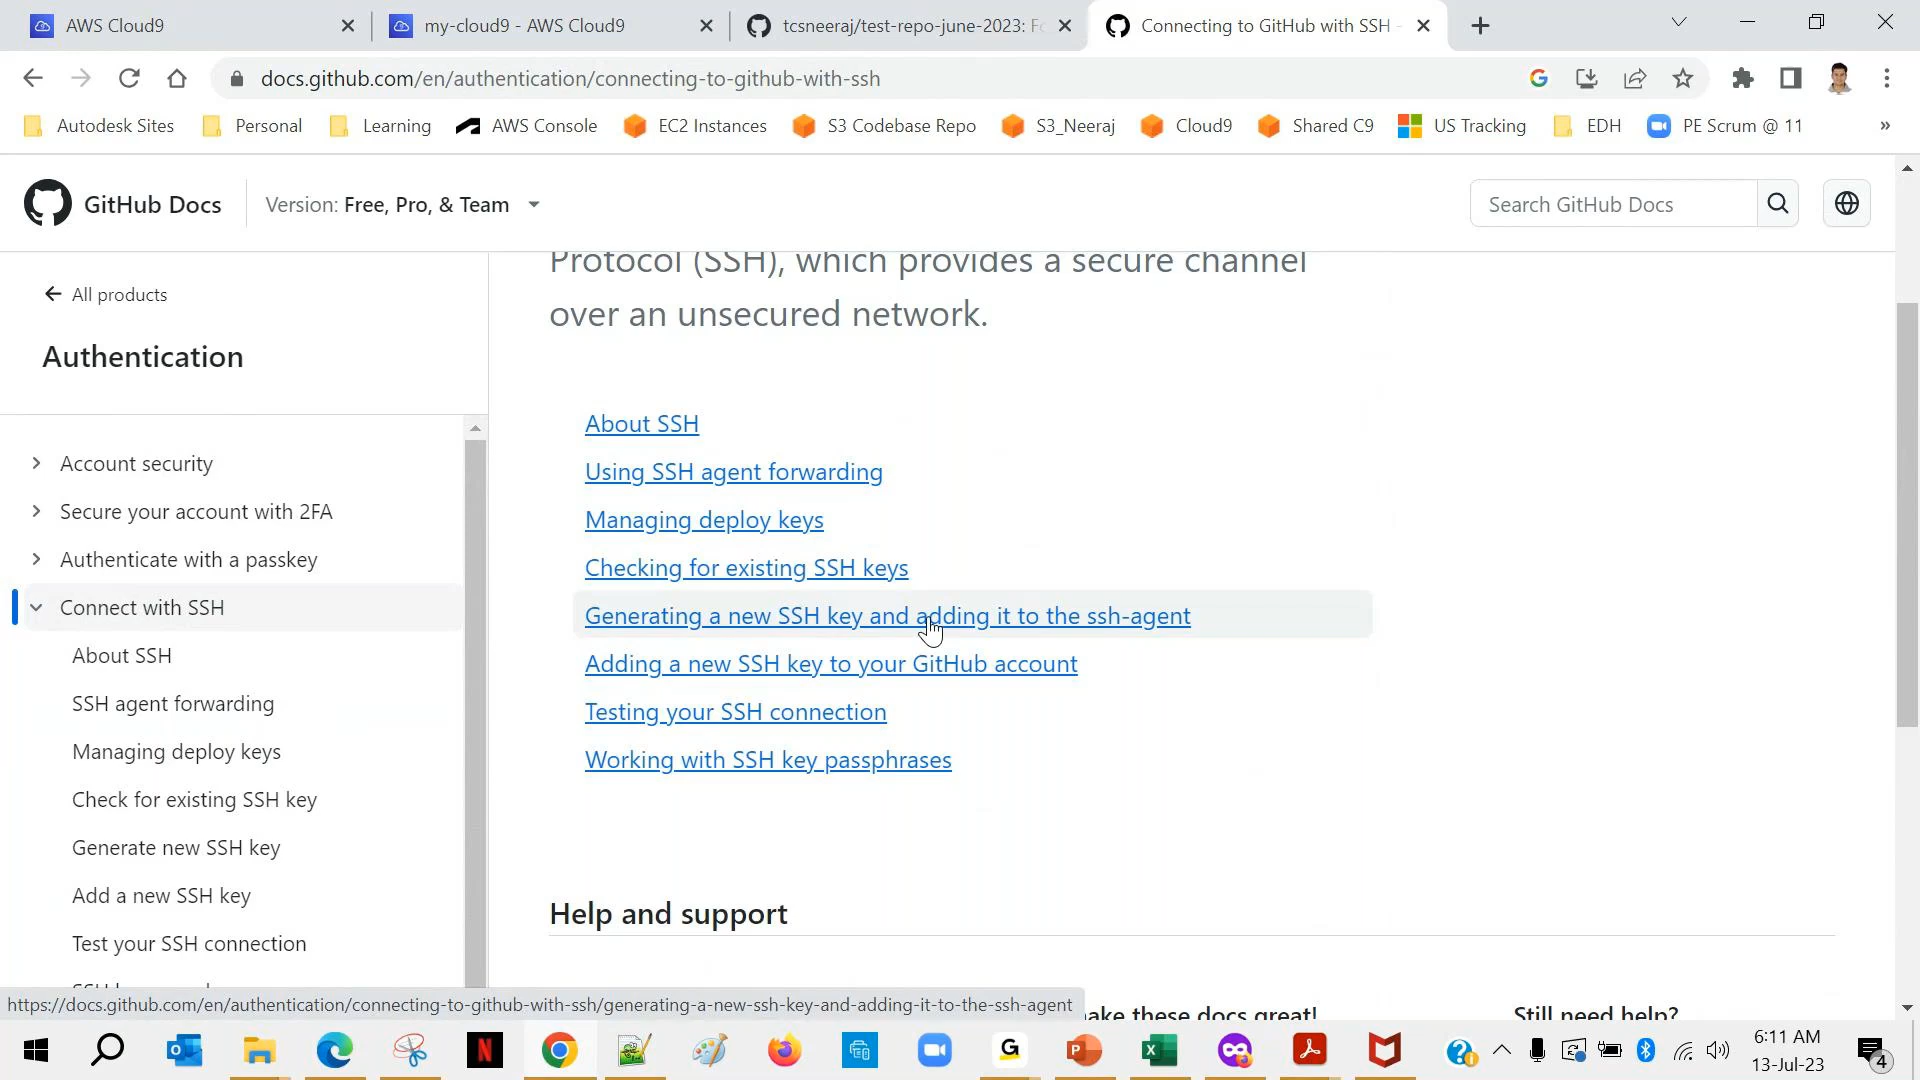 AWS Cloud9
my-cloud9 - AWS Cloud9
tcsneeraj/test-repo-june-2023: Fo
Connecting to GitHub with SSH -
docs.github.com/en/authentication/connecting-to-github-with-ssh
Autodesk Sites
Personal
Learning
AWS Console
EC2 Instances
S3 Codebase Repo
S3_Neeraj
Cloud9
Shared C9
US Tracking
EDH
PE Scrum @ 11
»
GitHub Docs
Version: Free, Pro, & Team
Search GitHub Docs
All products
Authentication
Account security
Secure your account with 2FA
Authenticate with a passkey
Connect with SSH
About SSH
SSH agent forwarding
Managing deploy keys
Check for existing SSH key
Generate new SSH key
Add a new SSH key
Test your SSH connection
Protocol (SSH), which provides a secure channel
over an unsecured network.
About SSH
Using SSH agent forwarding
Managing deploy keys
Checking for existing SSH keys
Generating a new SSH key and adding it to the ssh-agent
Adding a new SSH key to your GitHub account
Testing your SSH connection
Working with SSH key passphrases
Help and support
ake these docs great!
Still need help?
https://docs.github.com/en/authentication/connecting-to-github-with-ssh/generating-a-new-ssh-key-and-adding-it-to-the-ssh-agent
6:11 AM
13-Jul-23
4